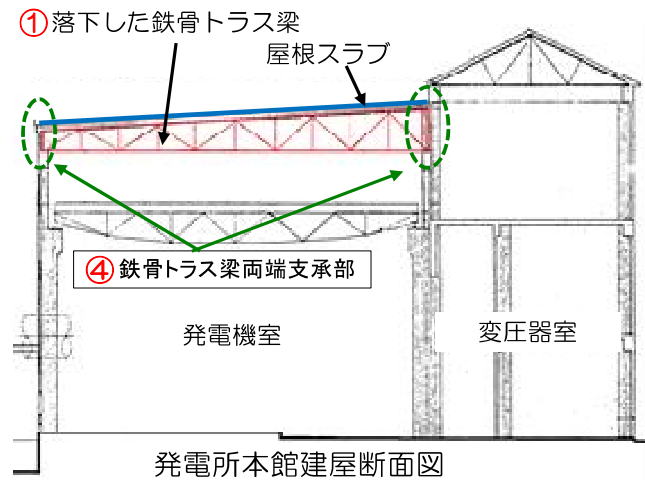 ①落下した鉄骨トラス梁
屋根スラブ
④鉄骨トラス梁両端支承部
発電機室
変圧器室
発電所本館建屋断面図